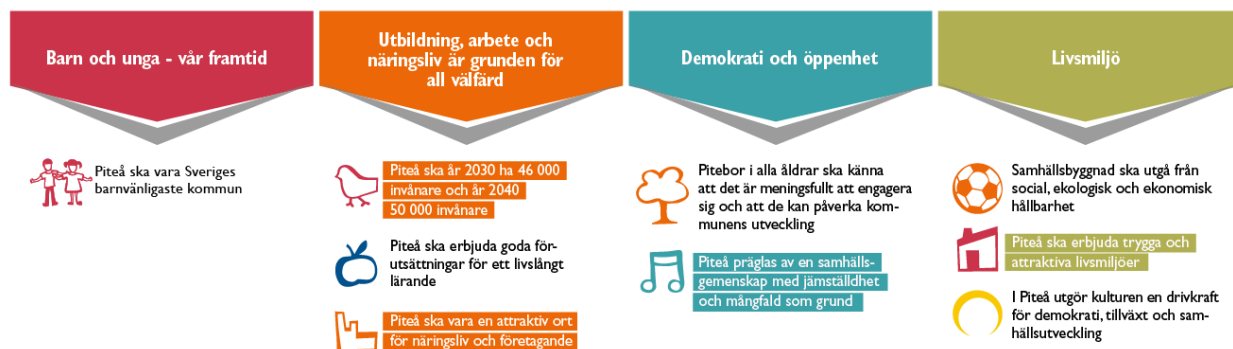 Barn och unga - vår framtid
Utbildning, arbete och
näringsliv är grunden för
all välfärd
Demokrati och öppenhet
Livsmiljö
Piteå ska vara Sveriges
barnvänligaste kommun
Piteå ska år 2030 ha 46 000
invånare och år 2040
50 000 invånare
Piteå ska erbjuda goda för-
utsättningar för ett livslångt
lärande
Piteå ska vara en attraktiv ort
för näringsliv och företagande
Pitebor i alla åldrar ska känna
att det är meningsfullt att engagera
sig och att de kan påverka kom-
munens utveckling
Piteå präglas av en samhälls-
gemenskap med jämställdhet
och mångfald som grund
Samhällsbyggnad ska utgå från
social, ekologisk och ekonomisk
hållbarhet
Piteå ska erbjuda trygga och
attraktiva livsmiljöer
I Piteå utgör kulturen en drivkraft
för demokrati, tillväxt och sam-
hällsutveckling